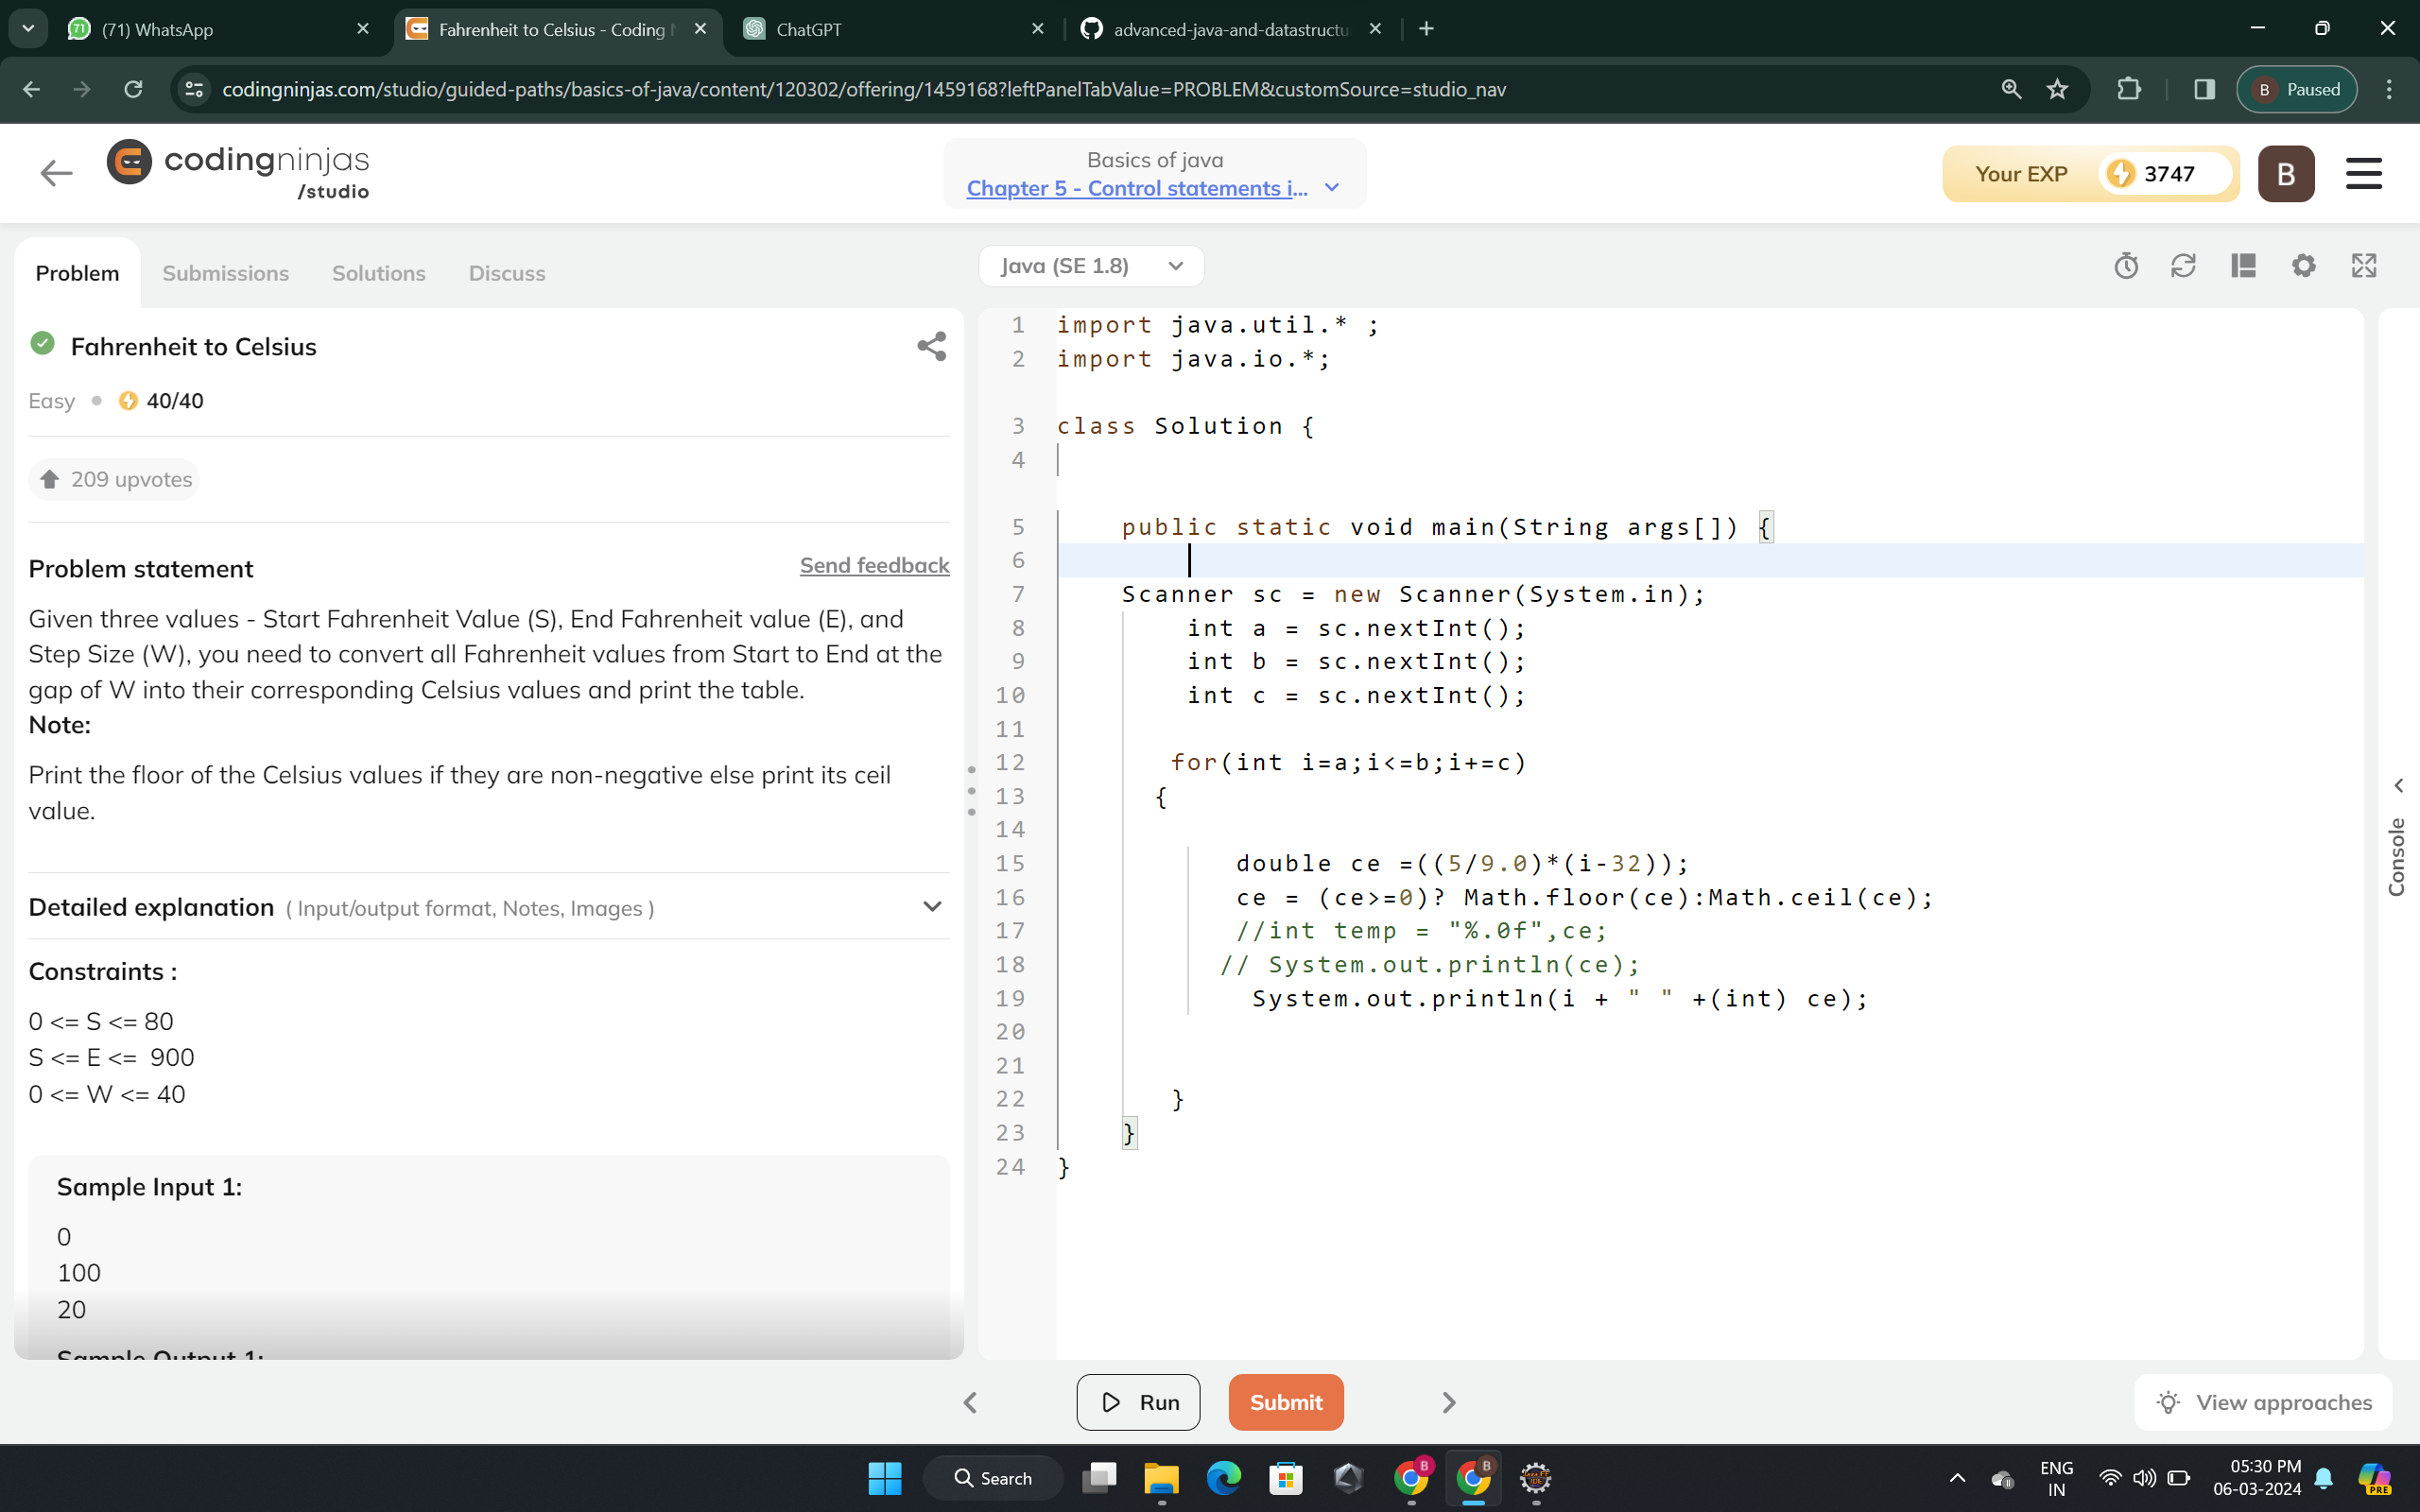 71
(71) WhatsApp
Fahrenheit to Celsius - Coding
ChatGPT
advanced-java-and-datastructu
codingninjas.com/studio/guided-paths/basics-of-java/content/120302/offering/1459168?leftPanelTabValue=PROBLEM&customSource=studio_nav
B Paused
codingninjas
/studio
Basics of java
Chapter 5 - Control statements i...
Your EXP 3747
B
Problem Submissions Solutions Discuss
Java (SE 1.8)
Fahrenheit to Celsius
Easy 40/40
209 upvotes
Problem statement
Send feedback
Given three values - Start Fahrenheit Value (S), End Fahrenheit value (E), and
Step Size (W), you need to convert all Fahrenheit values from Start to End at the
gap of W into their corresponding Celsius values and print the table.
Note:
Print the floor of the Celsius values if they are non-negative else print its ceil
value.
Detailed explanation ( Input/output format, Notes, Images )
Constraints :
0 <= S <= 80
S <= E <= 900
0 <= W <= 40
Sample Input 1:
0
100
20
Sample Output 1:
1 import java.util.* ;
2 import java.io.*;
3 class Solution {
4
5 public static void main(String args[]) {
6
7 Scanner sc = new Scanner(System.in);
8 int a = sc.nextInt();
9 int b = sc.nextInt();
10 int c = sc.nextInt();
11
12 for(int i=a;i<=b;i+=c)
13 {
14
15 double ce =((5/9.0)*(i-32));
16 ce = (ce>=0)? Math.floor(ce):Math.ceil(ce);
17 //int temp = "%.0f",ce;
18 // System.out.println(ce);
19 System.out.println(i + " " +(int) ce);
20
21
22 }
23 }
24 }
Console
Run
Submit
View approaches
Search
B
B
ENG
IN
05:30 PM
06-03-2024
PRE